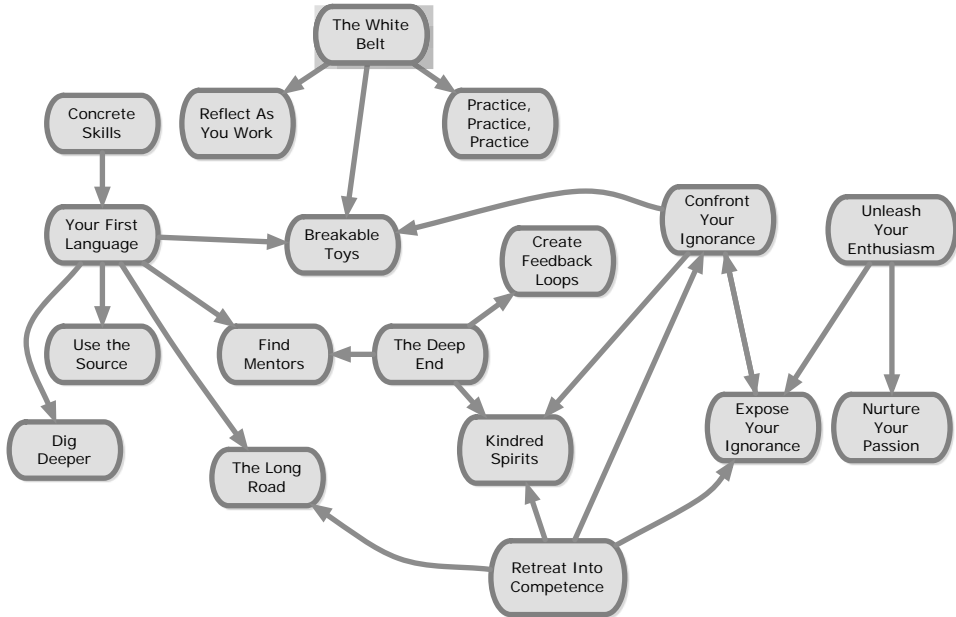 The White
Belt
Concrete
Skills
Reflect As
You Work
Practice,
Practice,
Practice
Your First
Language
Breakable
Toys
Confront
Your
Ignorance
Unleash
Your
Enthusiasm
Create
Feedback
Loops
Use the
Source
Find
Mentors
The Deep
End
Dig
Deeper
The Long
Road
Kindred
Spirits
Expose
Your
Ignorance
Nurture
Your
Passion
Retreat Into
Competence